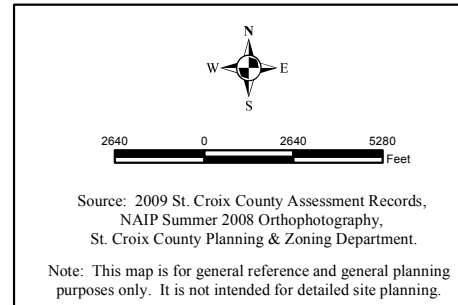 N
W E
S
2640 0 2640 5280
Feet
Source: 2009 St. Croix County Assessment Records,
NAIP Summer 2008 Orthophotography,
St. Croix County Planning & Zoning Department.
Note: This map is for general reference and general planning
purposes only. It is not intended for detailed site planning.